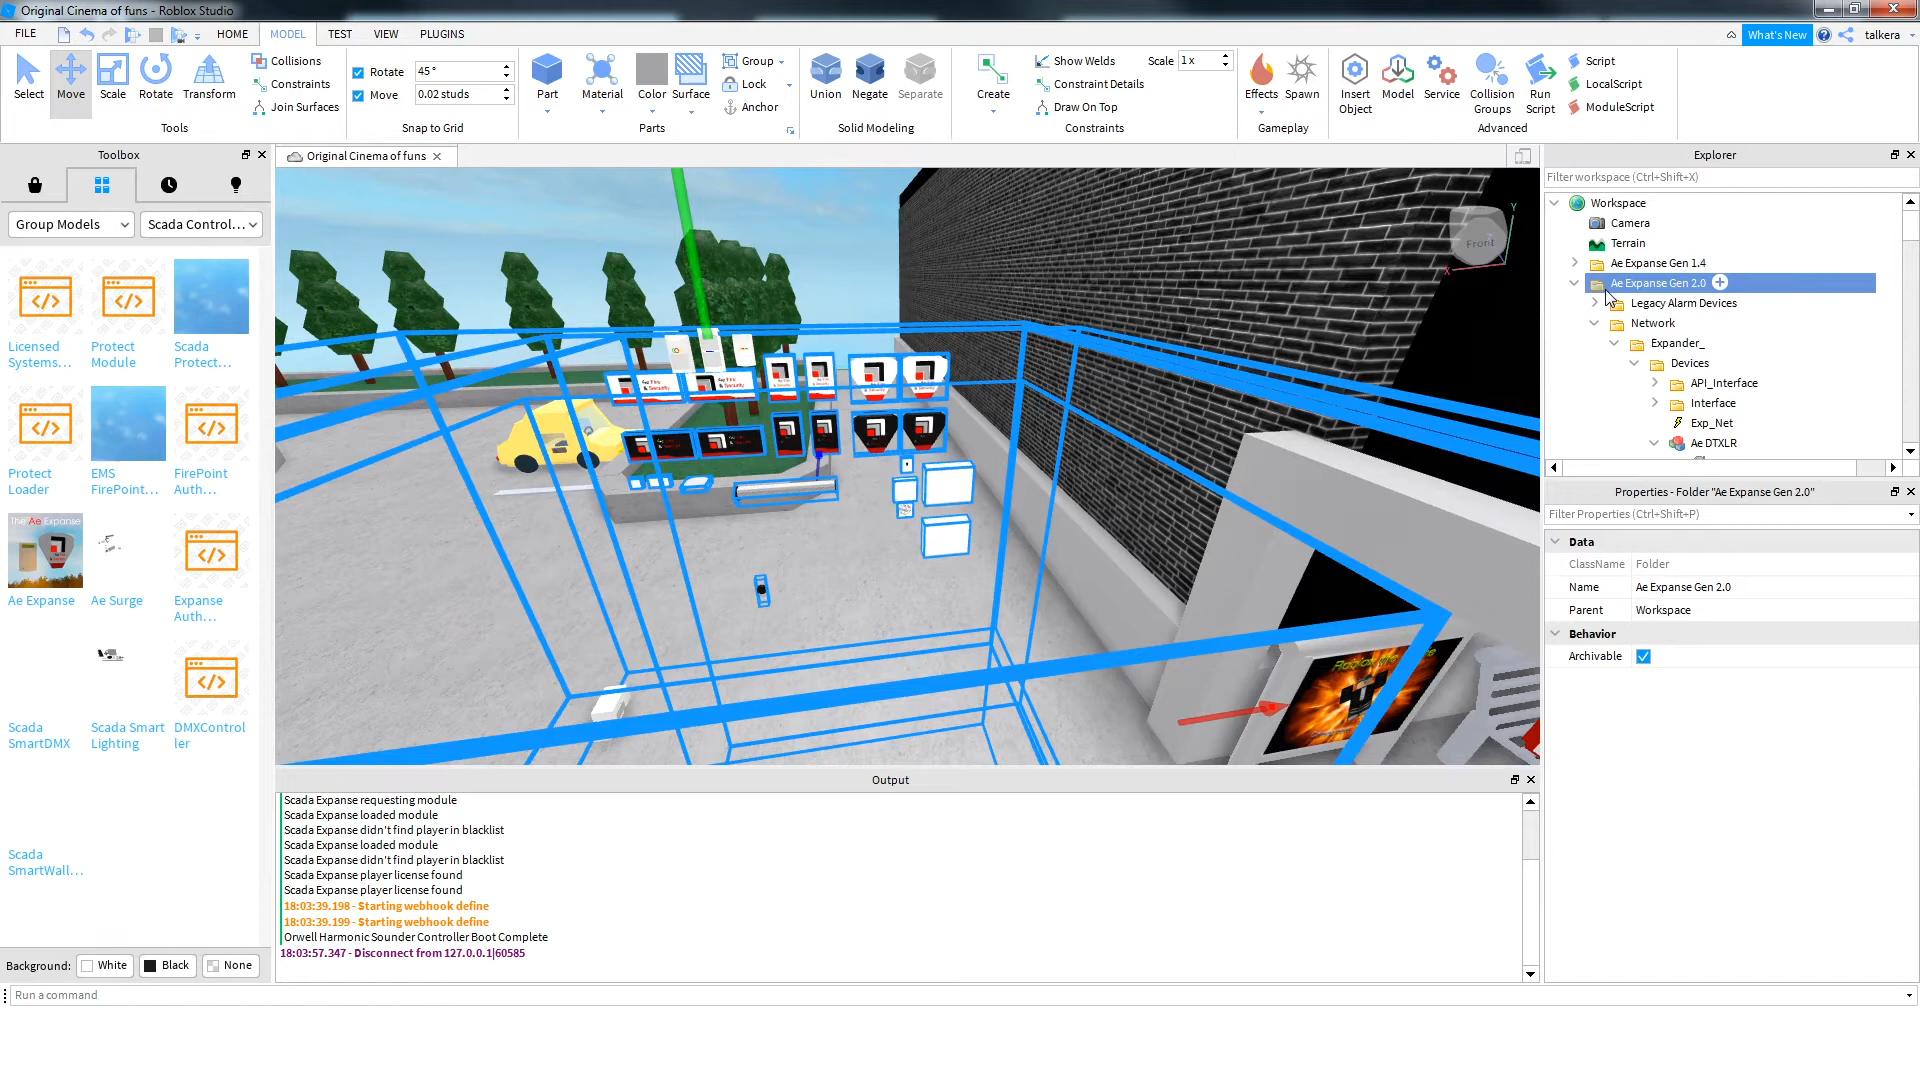 Original Cinema of funs - Roblox Studio
FILE
HOME
MODEL
TEST
VIEW
PLUGINS
What's New
talkera
Select
Move
Scale
Rotate
Transform
Collisions
Constraints
Join Surfaces
Tools
Rotate
45 °
Move
0.02 studs
Snap to Grid
Part
Material
Color
Surface
Group
Lock
Anchor
Parts
Union
Negate
Separate
Solid Modeling
Create
Show Welds
Scale
1 x
Constraint Details
Draw On Top
Constraints
Effects
Spawn
Gameplay
Insert
Object
Model
Service
Collision
Groups
Run
Script
Script
LocalScript
ModuleScript
Advanced
Toolbox
Group Models
Scada Control...
Licensed
Systems...
Protect
Module
Scada
Protect...
Protect
Loader
EMS
FirePoint...
FirePoint
Auth...
The Ae Expanse
Ae Expanse
Ae Surge
Expanse
Auth...
Scada
SmartDMX
Scada Smart
Lighting
DMXControl
ler
Scada
SmartWall...
Background:
White
Black
None
Original Cinema of funs
Front
Y
X
Output
Scada Expanse requesting module
Scada Expanse loaded module
Scada Expanse didn't find player in blacklist
Scada Expanse loaded module
Scada Expanse didn't find player in blacklist
Scada Expanse player license found
Scada Expanse player license found
18:03:39.198 - Starting webhook define
18:03:39.199 - Starting webhook define
Orwell Harmonic Sounder Controller Boot Complete
18:03:57.347 - Disconnect from 127.0.0.1|60585
Run a command
Explorer
Filter workspace (Ctrl+Shift+X)
Workspace
Camera
Terrain
Ae Expanse Gen 1.4
Ae Expanse Gen 2.0
Legacy Alarm Devices
Network
Expander_
Devices
API_Interface
Interface
Exp_Net
Ae DTXLR
Properties - Folder "Ae Expanse Gen 2.0"
Filter Properties (Ctrl+Shift+P)
Data
ClassName
Folder
Name
Ae Expanse Gen 2.0
Parent
Workspace
Behavior
Archivable